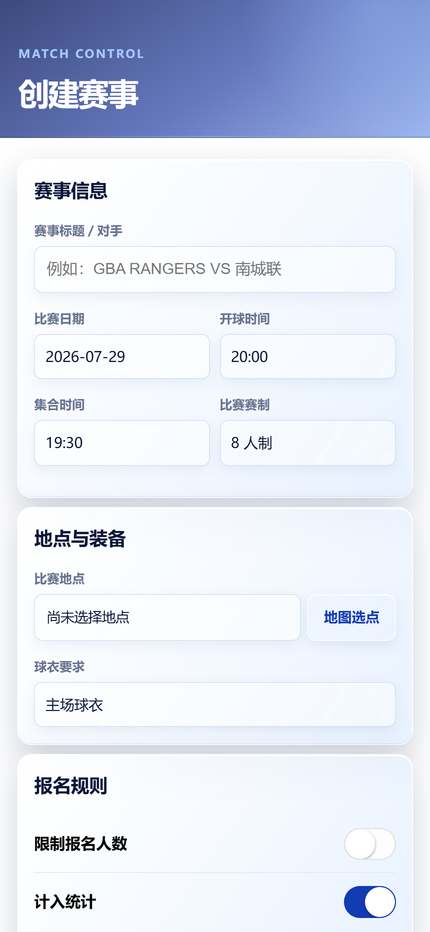 MATCH CONTROL
创建赛事
赛事信息
赛事标题 / 对手
例如：GBA RANGERS VS 南城联
比赛日期
开球时间
2026-07-29
20:00
集合时间
比赛赛制
19:30
8 人制
地点与装备
比赛地点
尚未选择地点
地图选点
球衣要求
主场球衣
报名规则
限制报名人数
计入统计